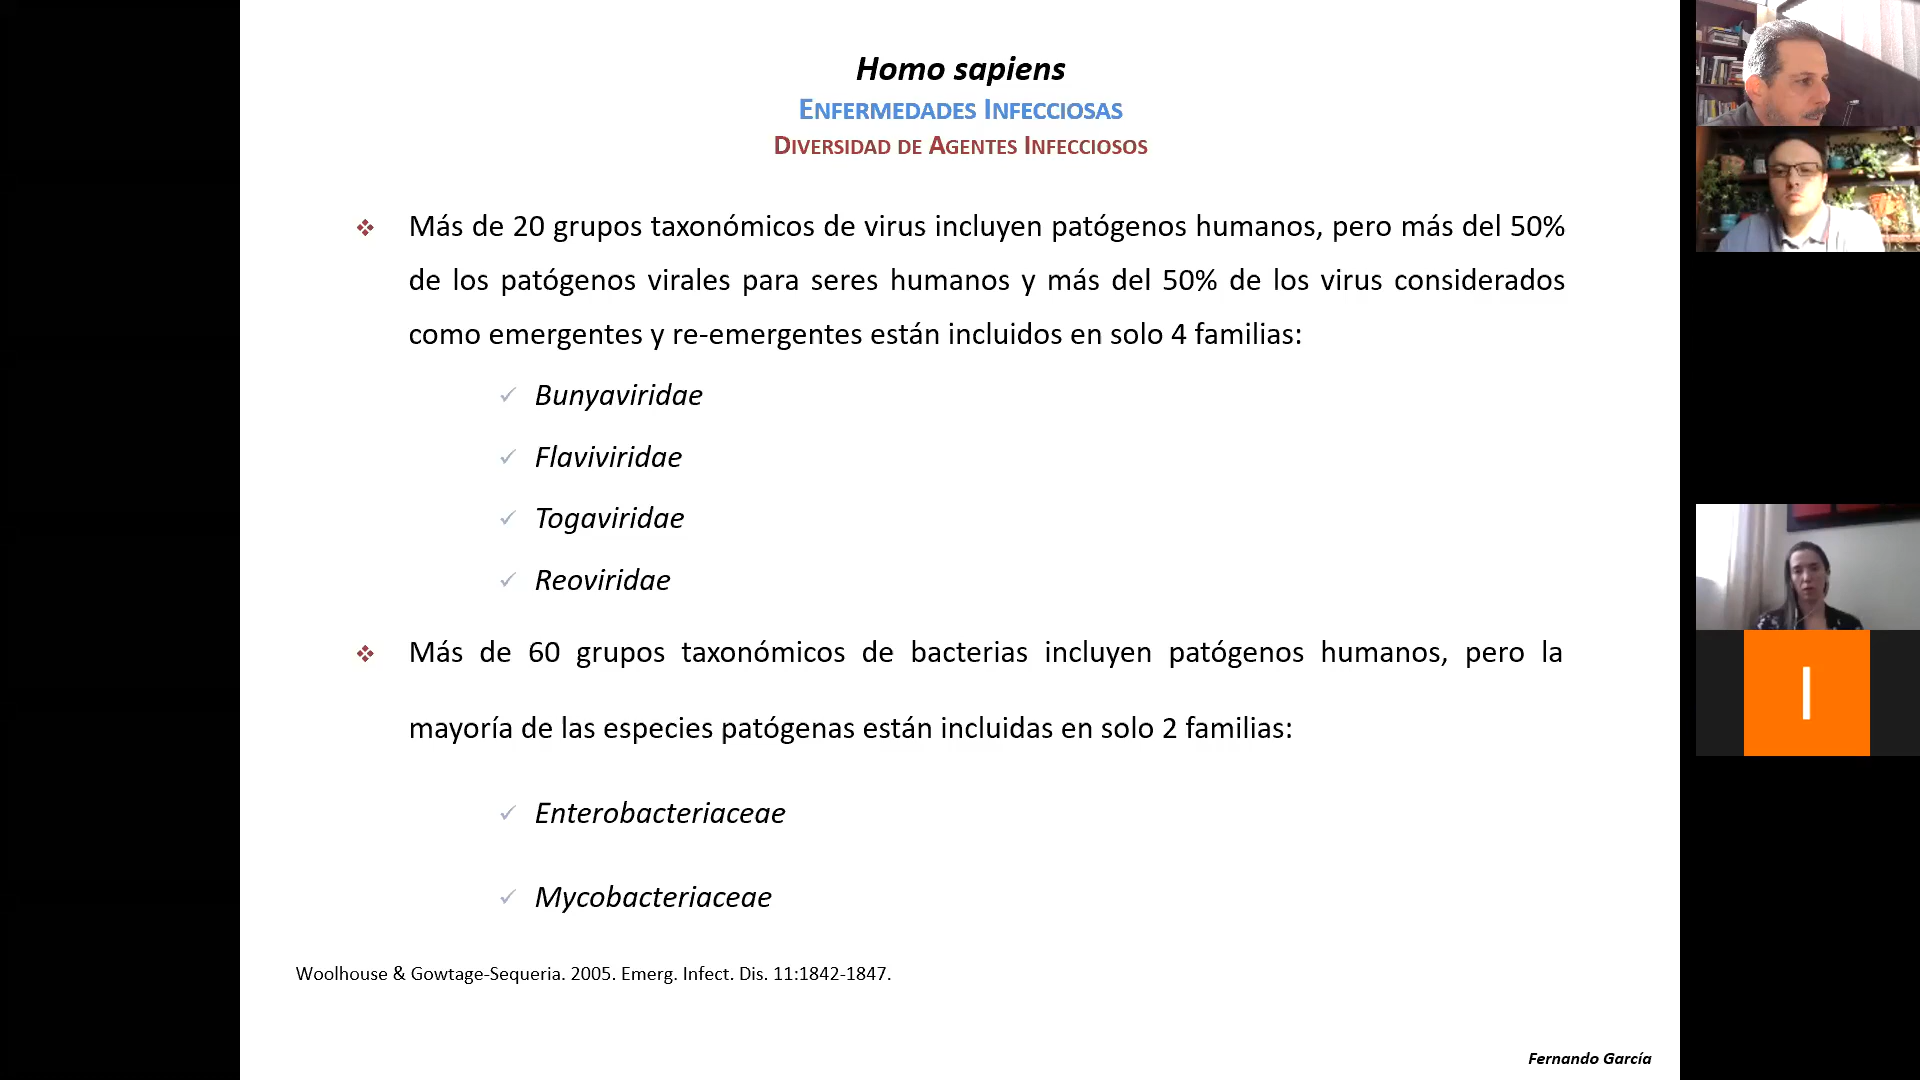 Homo sapiens
ENFERMEDADES INFECCIOSAS
DIVERSIDAD DE AGENTES INFECCIOSOS
Más de 20 grupos taxonómicos de virus incluyen patógenos humanos, pero más del 50%
de los patógenos virales para seres humanos y más del 50% de los virus considerados
como emergentes y re-emergentes están incluidos en solo 4 familias:
Bunyaviridae
Flaviviridae
Togaviridae
Reoviridae
Más de 60 grupos taxonómicos de bacterias incluyen patógenos humanos, pero la
mayoría de las especies patógenas están incluidas en solo 2 familias:
Enterobacteriaceae
Mycobacteriaceae
Woolhouse & Gowtage-Sequeria. 2005. Emerg. Infect. Dis. 11:1842-1847.
Fernando García
I